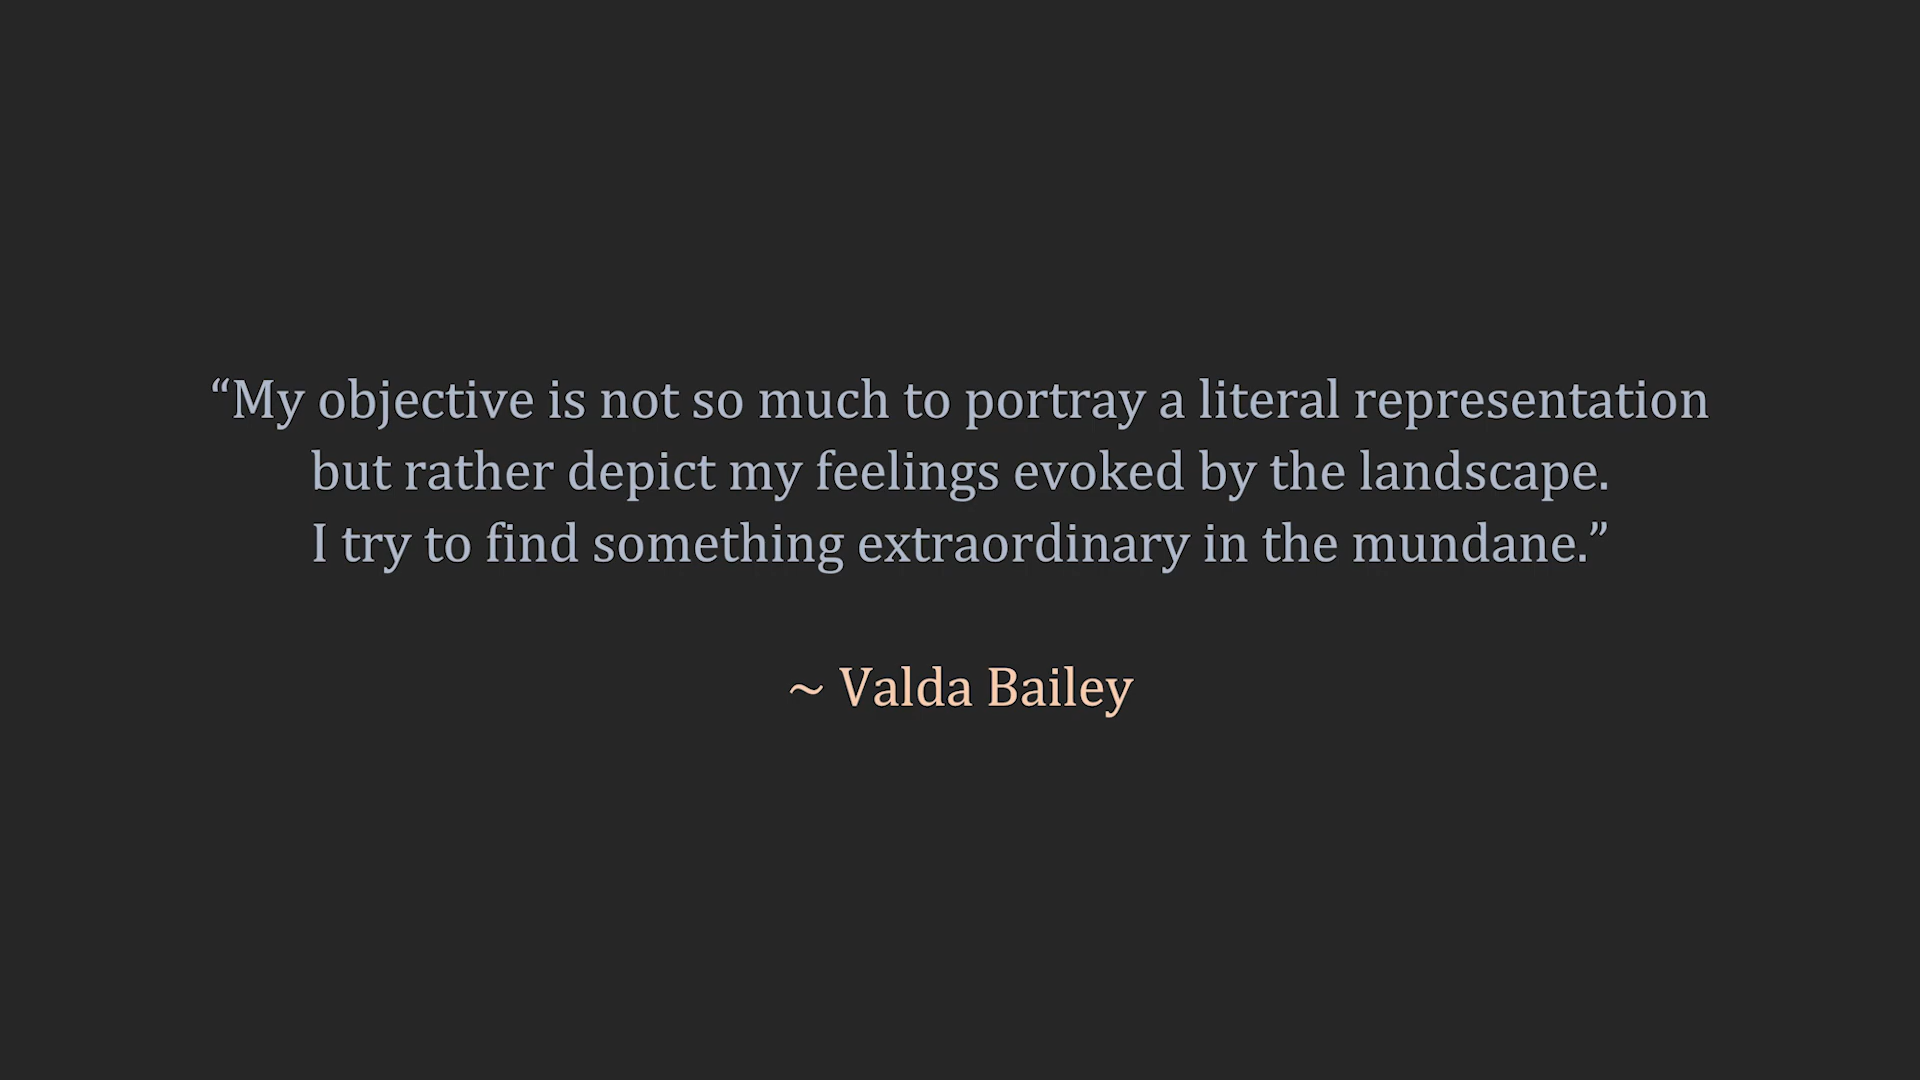 “My objective is not so much to portray a literal representation
but rather depict my feelings evoked by the landscape.
I try to find something extraordinary in the mundane.”
~ Valda Bailey